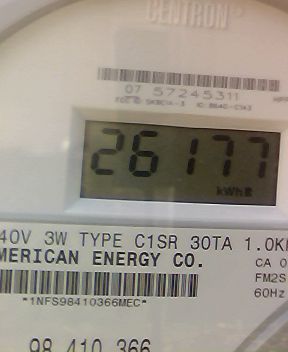 CENTRON
07 57245311
26177
kWh
40V 3W TYPE C1SR 30TA 1.0K
MERICAN ENERGY CO.
CA 0
FM2S
60Hz
*1NFS98410366MEC*
98 410 366